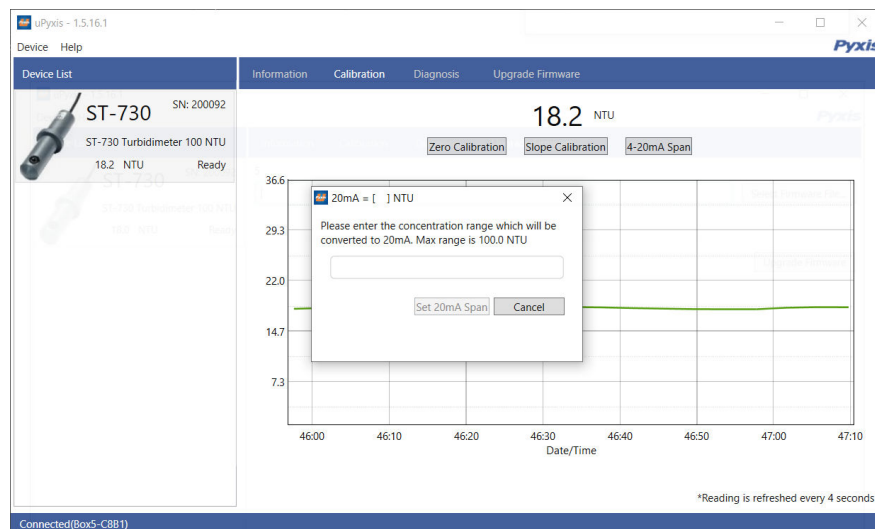 uPyxis - 1.5.16.1
Device Help
Pyxis
Device List
Information Calibration Diagnosis Upgrade Firmware
ST-730 SN: 200092
ST-730 Turbidimeter 100 NTU
18.2 NTU Ready
18.2 NTU
Zero Calibration Slope Calibration 4-20mA Span
20mA = [ ] NTU
Please enter the concentration range which will be
converted to 20mA. Max range is 100.0 NTU
Set 20mA Span Cancel
36.6
29.3
22.0
14.7
7.3
46:00 46:10 46:20 46:30 46:40 46:50 47:00 47:10
Date/Time
*Reading is refreshed every 4 seconds
Connected(Box5-C8B1)